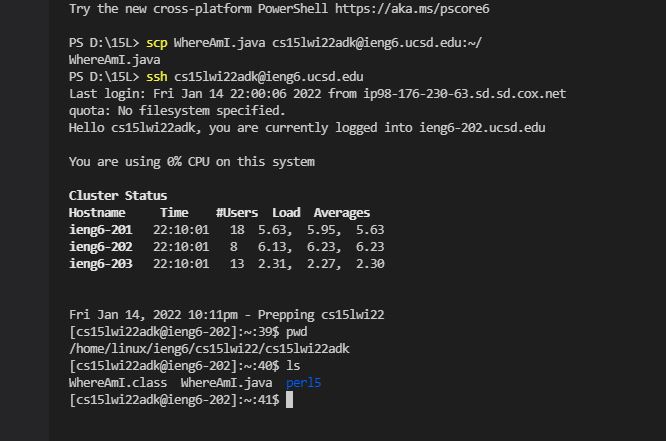 Try the new cross-platform PowerShell https://aka.ms/pscore6
PS D:\15L> scp WhereAmI.java cs15lwi22adk@ieng6.ucsd.edu:~/
WhereAmI.java
PS D:\15L> ssh cs15lwi22adk@ieng6.ucsd.edu
Last login: Fri Jan 14 22:00:06 2022 from ip98-176-230-63.sd.sd.cox.net
quota: No filesystem specified.
Hello cs15lwi22adk, you are currently logged into ieng6-202.ucsd.edu
You are using 0% CPU on this system
Cluster Status
Hostname Time #Users Load Averages
ieng6-201 22:10:01 18 5.63, 5.95, 5.63
ieng6-202 22:10:01 8 6.13, 6.23, 6.23
ieng6-203 22:10:01 13 2.31, 2.27, 2.30
Fri Jan 14, 2022 10:11pm - Prepping cs15lwi22
[cs15lwi22adk@ieng6-202]:~:39$ pwd
/home/linux/ieng6/cs15lwi22/cs15lwi22adk
[cs15lwi22adk@ieng6-202]:~:40$ ls
WhereAmI.class WhereAmI.java perl5
[cs15lwi22adk@ieng6-202]:~:41$